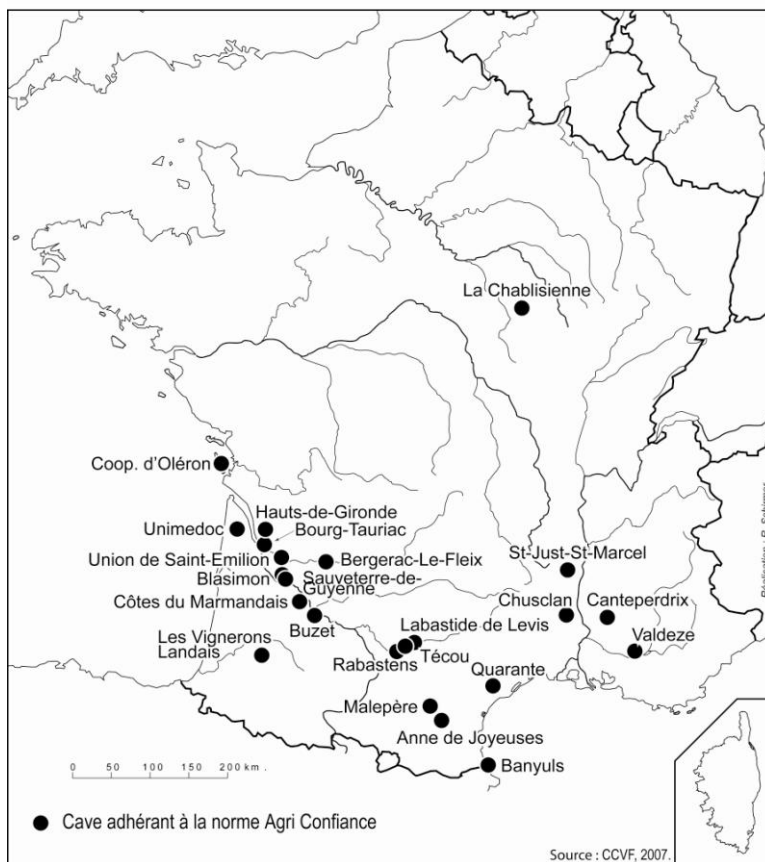 La Chablisienne
Coop. d'Oléron
Hauts-de-Gironde
Unimedoc
Bourg-Tauriac
Union de Saint-Emilion
Bergerac-Le-Fleix
St-Just-St-Marcel
Blasimon
Sauveterre-de-
Guyenne
Côtes du Marmandais
Chusclan
Canteperdrix
Buzet
Labastide de Levis
Les Vignerons
Landais
Valdeze
Rabastens
Técou
Quarante
Malepère
Anne de Joyeuses
Banyuls
0 50 100 200 km .
Cave adhérant à la norme Agri Confiance
Source : CCVF, 2007.
Réalisation : R. Schirmer